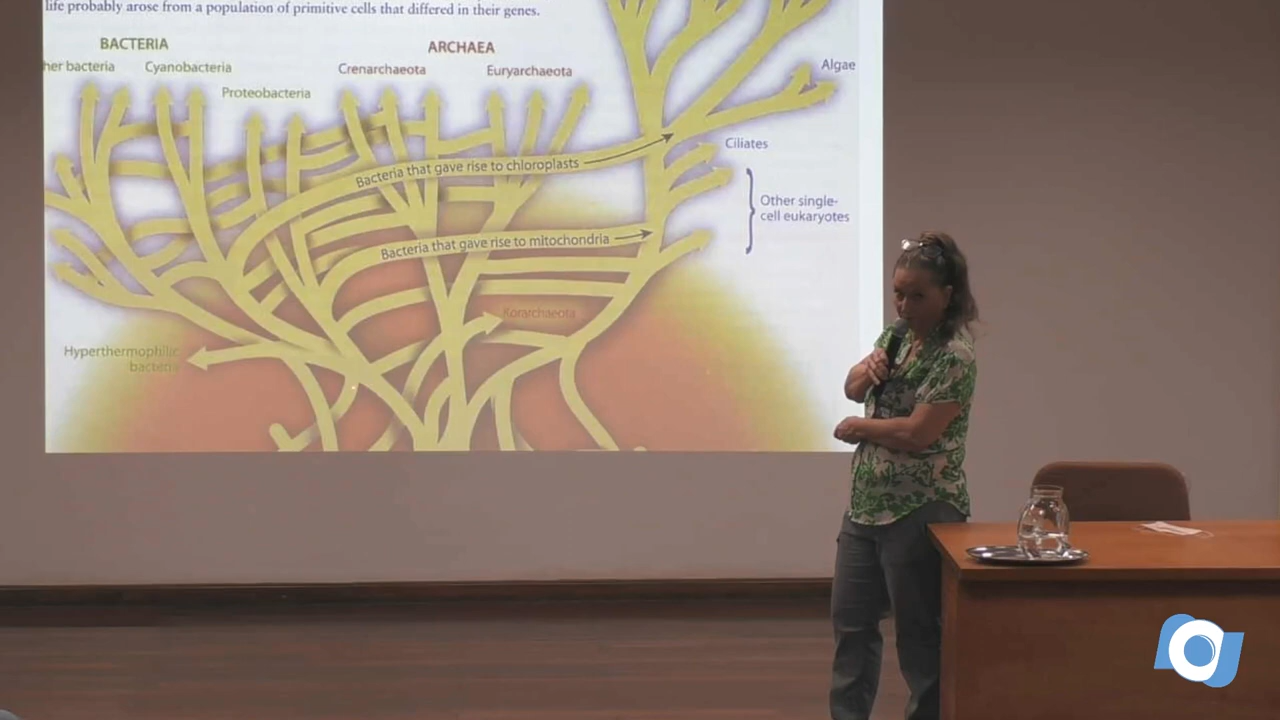 life probably arose from a population of primitive cells that differed in their genes.
BACTERIA
ARCHAEA
her bacteria
Cyanobacteria
Crenarchaeota
Euryarchaeota
Algae
Proteobacteria
Ciliates
Bacteria that gave rise to chloroplasts
Other single-
cell eukaryotes
Bacteria that gave rise to mitochondria
Korarchaeota
Hyperthermophilic
bacteria